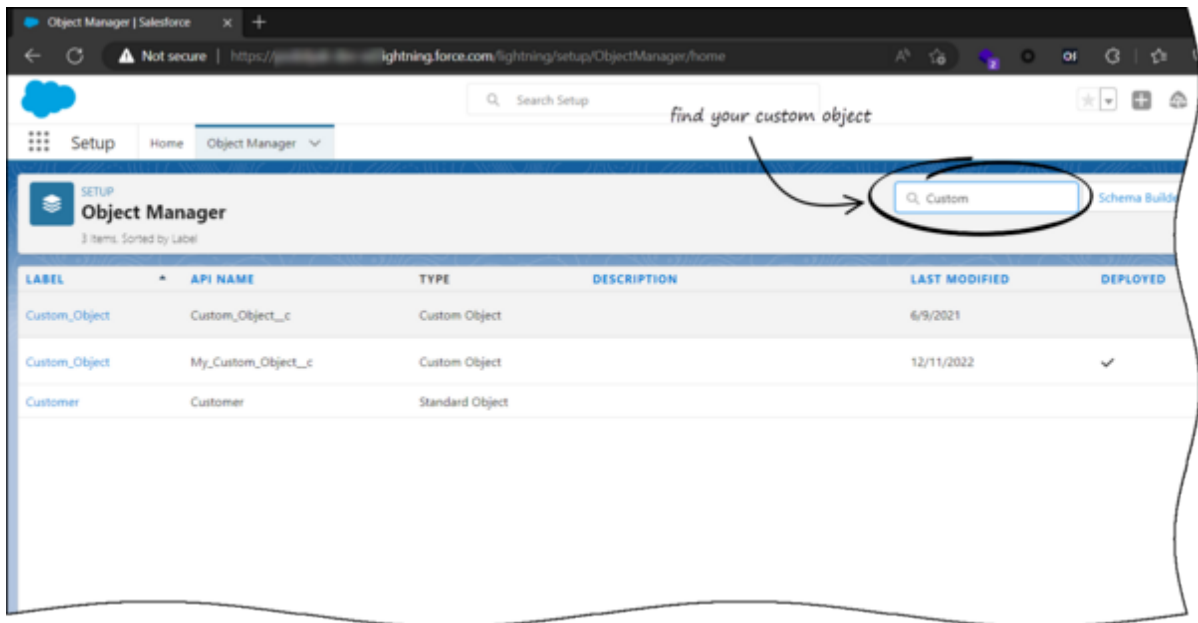 Object Manager | Salesforce
Not secure | https:// ightning.force.com/lightning/setup/ObjectManager/home
Search Setup
find your custom object
Setup Home Object Manager
SETUP
Object Manager
3 items. Sorted by Label
Custom
Schema Builde
LABEL API NAME TYPE DESCRIPTION LAST MODIFIED DEPLOYED
Custom_Object Custom_Object__c Custom Object 6/9/2021
Custom_Object My_Custom_Object__c Custom Object 12/11/2022
Customer Customer Standard Object